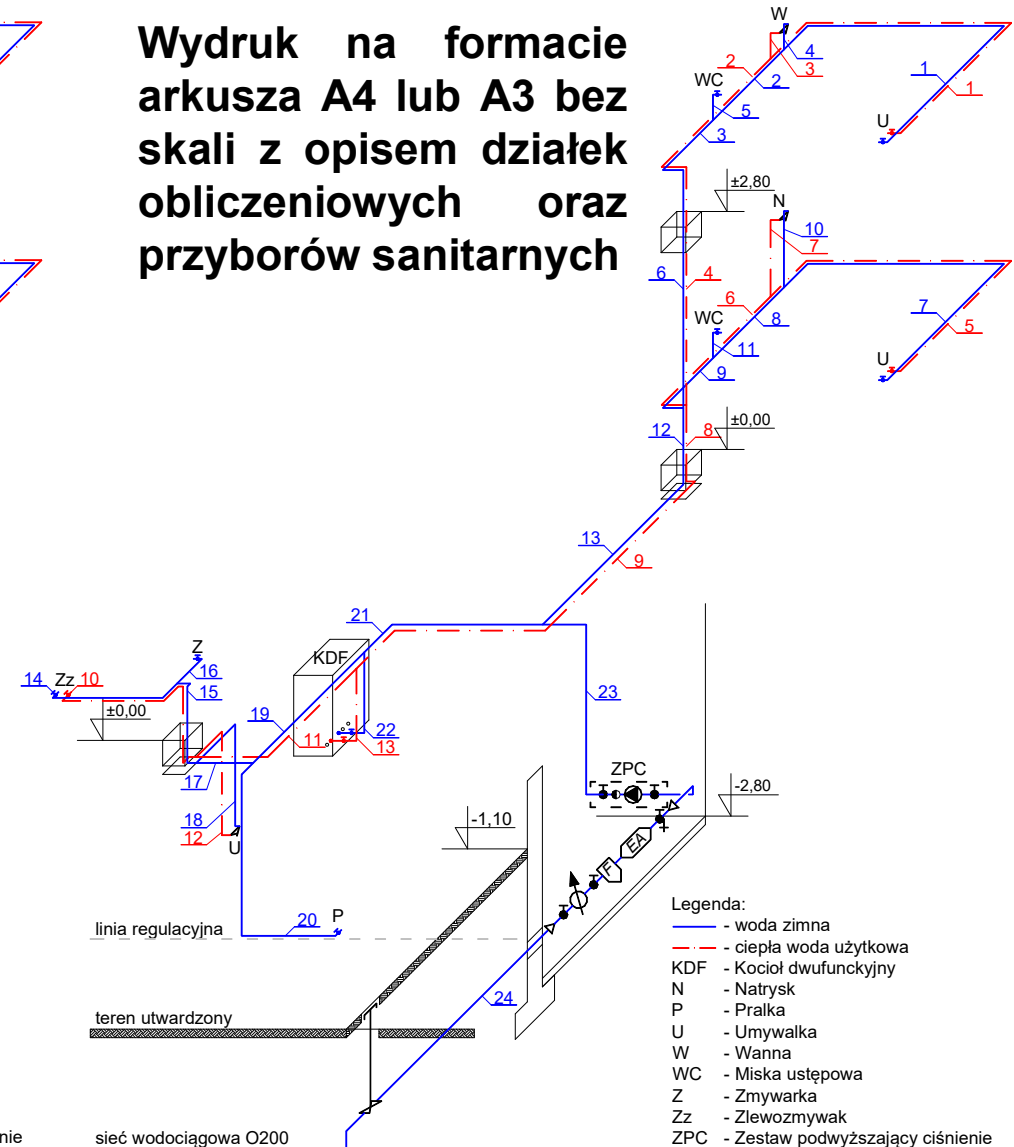 Wydruk na formacie
arkusza A4 lub A3 bez
skali z opisem działek
obliczeniowych oraz
przyborów sanitarnych
W
4
3
2
2
WC
5
3
1
1
U
±2,80
N
10
7
6
4
6
8
WC
11
9
7
5
U
±0,00
12
8
13
9
21
KDF
Z
16
14
Zz
10
15
±0,00
19
11
22
13
23
17
18
12
U
ZPC
-2,80
-1,10
EA
F
20
P
linia regulacyjna
24
teren utwardzony
sieć wodociągowa O200
nie
Legenda:
- woda zimna
- ciepła woda użytkowa
KDF - Kocioł dwufunckyjny
N - Natrysk
P - Pralka
U - Umywalka
W - Wanna
WC - Miska ustępowa
Z - Zmywarka
Zz - Zlewozmywak
ZPC - Zestaw podwyższający ciśnienie